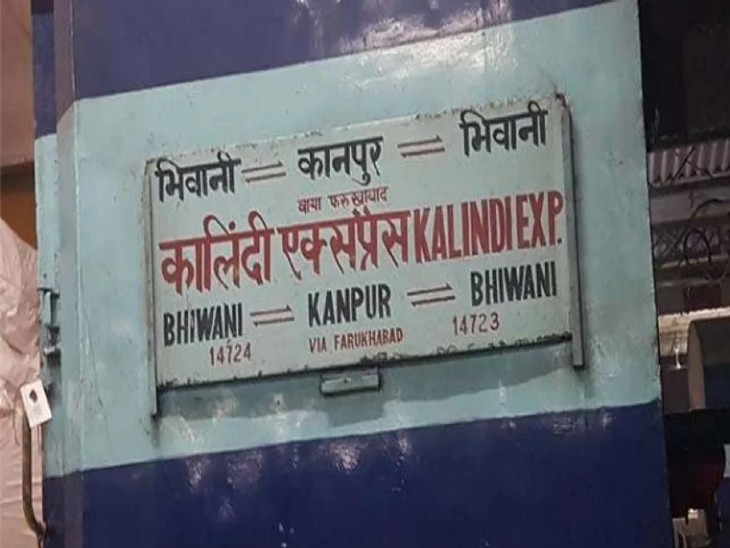 भिवानी ⇌ कानपुर ⇌ भिवानी
वाया फरुखाबाद
कालिंदी एक्सप्रेस KALINDI EXP.
BHIWANI ⇌ KANPUR ⇌ BHIWANI
14724 VIA FARUKHABAD 14723